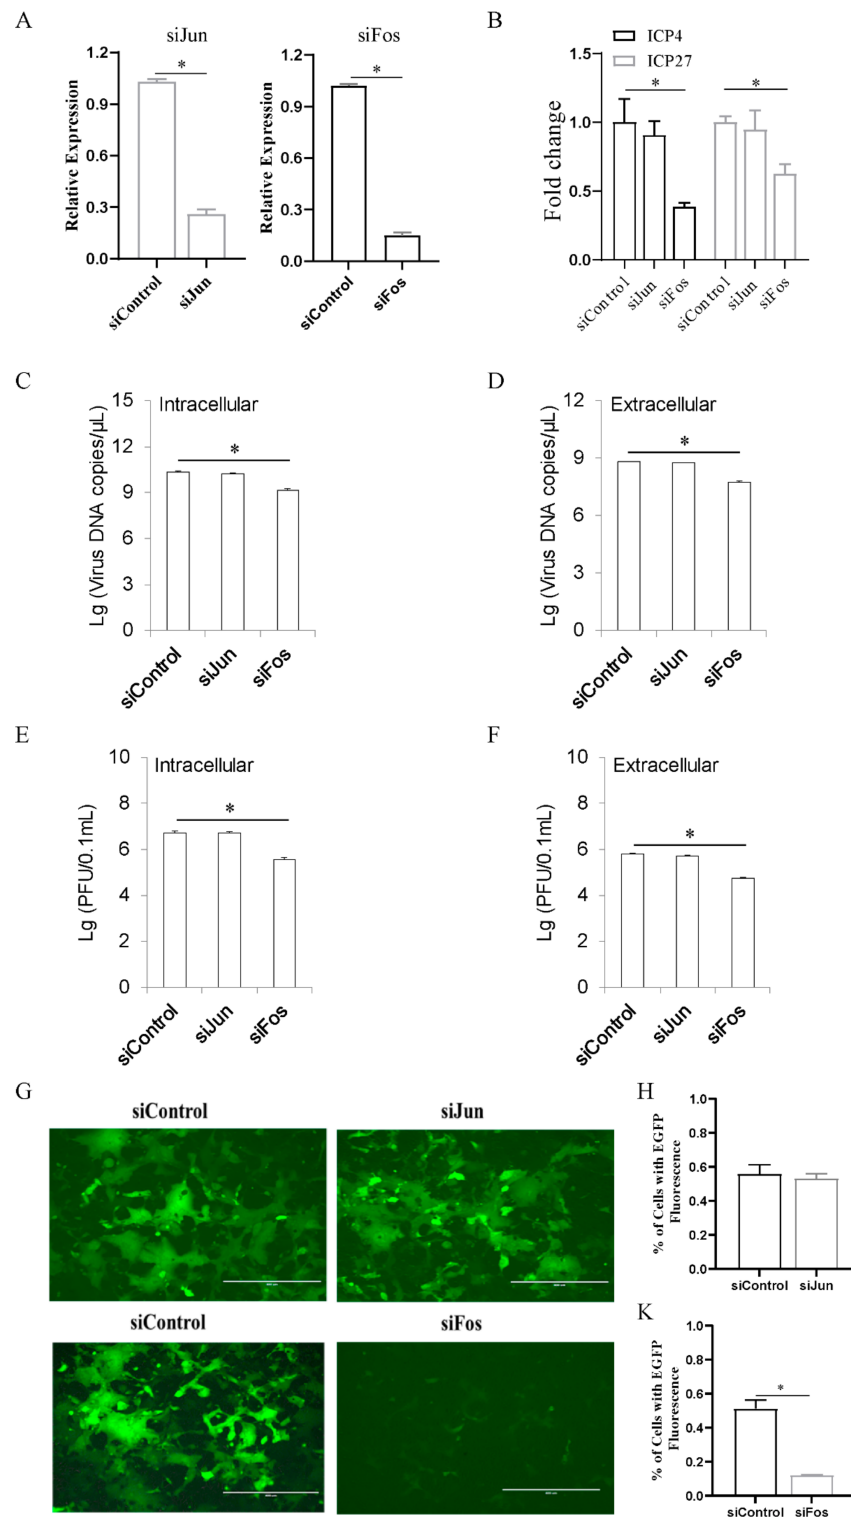 A
siJun
siFos
Relative Expression
1.2
0.9
0.6
0.3
0.0
*
siControl
siJun
Relative Expression
1.2
0.9
0.6
0.3
0.0
*
siControl
siFos
B
ICP4
ICP27
Fold change
1.5
1.0
0.5
0.0
*
*
siControl
siJun
siFos
siControl
siJun
siFos
C
Intracellular
Lg (Virus DNA copies/μL)
15
12
9
6
3
0
*
siControl
siJun
siFos
D
Extracellular
Lg (Virus DNA copies/μL)
12
9
6
3
0
*
siControl
siJun
siFos
E
Intracellular
Lg (PFU/0.1mL)
10
8
6
4
2
0
*
siControl
siJun
siFos
F
Extracellular
Lg (PFU/0.1mL)
10
8
6
4
2
0
*
siControl
siJun
siFos
G
siControl
siJun
siControl
siFos
H
% of Cells with EGFP
Fluorescence
1.0
0.8
0.6
0.4
0.2
0.0
siControl
siJun
K
% of Cells with EGFP
Fluorescence
1.0
0.8
0.6
0.4
0.2
0.0
*
siControl
siFos